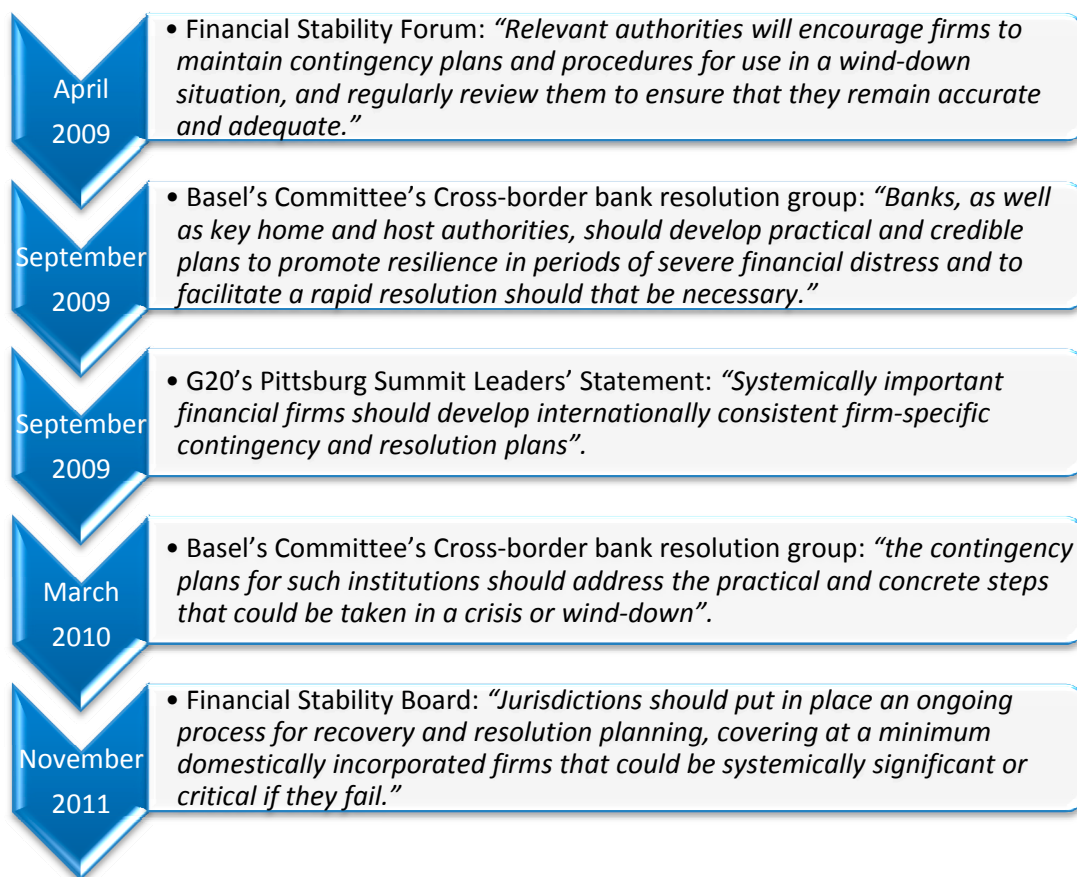 April
2009
• Financial Stability Forum: “Relevant authorities will encourage firms to
maintain contingency plans and procedures for use in a wind-down
situation, and regularly review them to ensure that they remain accurate
and adequate.”
September
2009
• Basel’s Committee’s Cross-border bank resolution group: “Banks, as well
as key home and host authorities, should develop practical and credible
plans to promote resilience in periods of severe financial distress and to
facilitate a rapid resolution should that be necessary.”
September
2009
• G20’s Pittsburg Summit Leaders’ Statement: “Systemically important
financial firms should develop internationally consistent firm-specific
contingency and resolution plans”.
March
2010
• Basel’s Committee’s Cross-border bank resolution group: “the contingency
plans for such institutions should address the practical and concrete steps
that could be taken in a crisis or wind-down”.
November
2011
• Financial Stability Board: “Jurisdictions should put in place an ongoing
process for recovery and resolution planning, covering at a minimum
domestically incorporated firms that could be systemically significant or
critical if they fail.”